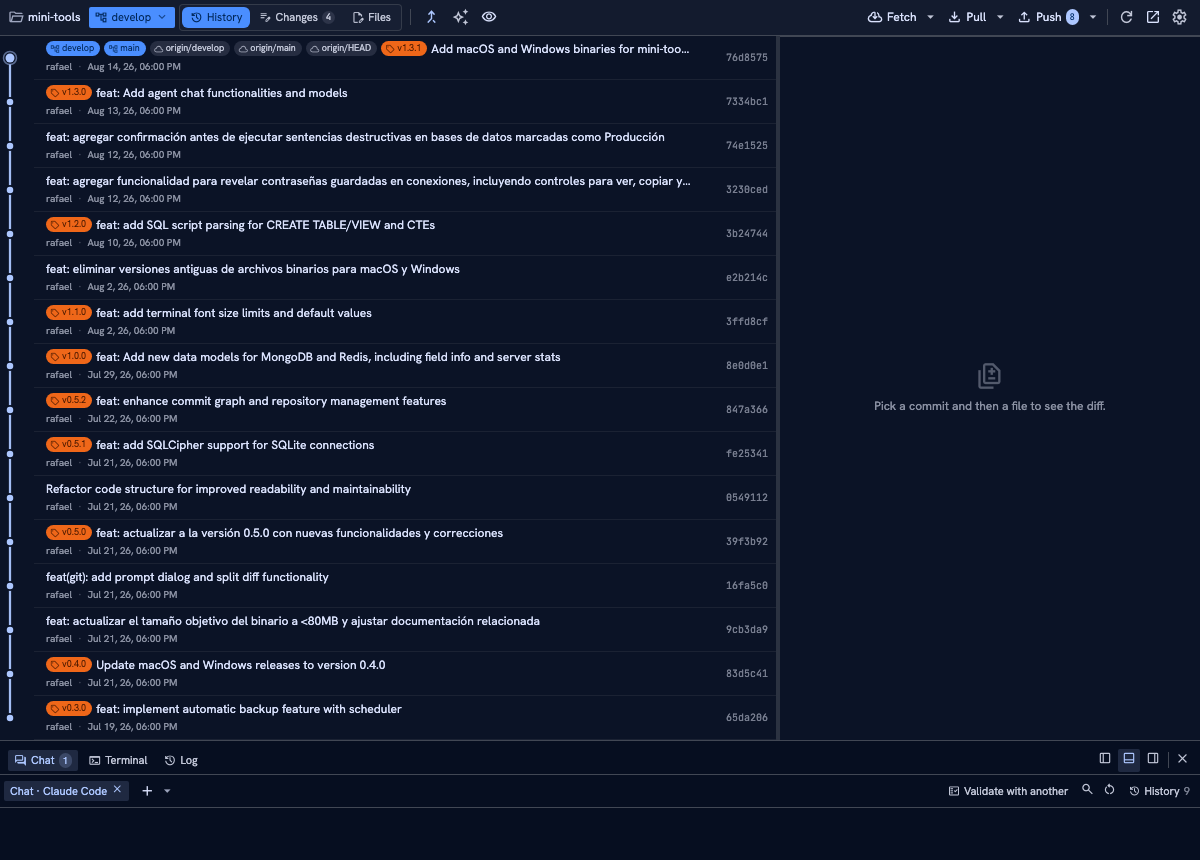 mini-tools develop History Changes 4 Files Fetch Pull Push 8
develop main origin/develop origin/main origin/HEAD v1.3.1 Add macOS and Windows binaries for mini-too...
rafael · Aug 14, 26, 06:00 PM
76d8575
v1.3.0 feat: Add agent chat functionalities and models
rafael · Aug 13, 26, 06:00 PM
7334bc1
feat: agregar confirmación antes de ejecutar sentencias destructivas en bases de datos marcadas como Producción
rafael · Aug 12, 26, 06:00 PM
74e1525
feat: agregar funcionalidad para revelar contraseñas guardadas en conexiones, incluyendo controles para ver, copiar y...
rafael · Aug 12, 26, 06:00 PM
3230ced
v1.2.0 feat: add SQL script parsing for CREATE TABLE/VIEW and CTEs
rafael · Aug 10, 26, 06:00 PM
3b24744
feat: eliminar versiones antiguas de archivos binarios para macOS y Windows
rafael · Aug 2, 26, 06:00 PM
e2b214c
v1.1.0 feat: add terminal font size limits and default values
rafael · Aug 2, 26, 06:00 PM
3ffd8cf
v1.0.0 feat: Add new data models for MongoDB and Redis, including field info and server stats
rafael · Jul 29, 26, 06:00 PM
8e0d0e1
v0.5.2 feat: enhance commit graph and repository management features
rafael · Jul 22, 26, 06:00 PM
847a366
v0.5.1 feat: add SQLCipher support for SQLite connections
rafael · Jul 21, 26, 06:00 PM
fe25341
Refactor code structure for improved readability and maintainability
rafael · Jul 21, 26, 06:00 PM
0549112
v0.5.0 feat: actualizar a la versión 0.5.0 con nuevas funcionalidades y correcciones
rafael · Jul 21, 26, 06:00 PM
39f3b92
feat(git): add prompt dialog and split diff functionality
rafael · Jul 21, 26, 06:00 PM
16fa5c0
feat: actualizar el tamaño objetivo del binario a <80MB y ajustar documentación relacionada
rafael · Jul 21, 26, 06:00 PM
9cb3da9
v0.4.0 Update macOS and Windows releases to version 0.4.0
rafael · Jul 21, 26, 06:00 PM
83d5c41
v0.3.0 feat: implement automatic backup feature with scheduler
rafael · Jul 19, 26, 06:00 PM
65da206
Pick a commit and then a file to see the diff.
Chat 1 Terminal Log
Chat · Claude Code Validate with another History 9